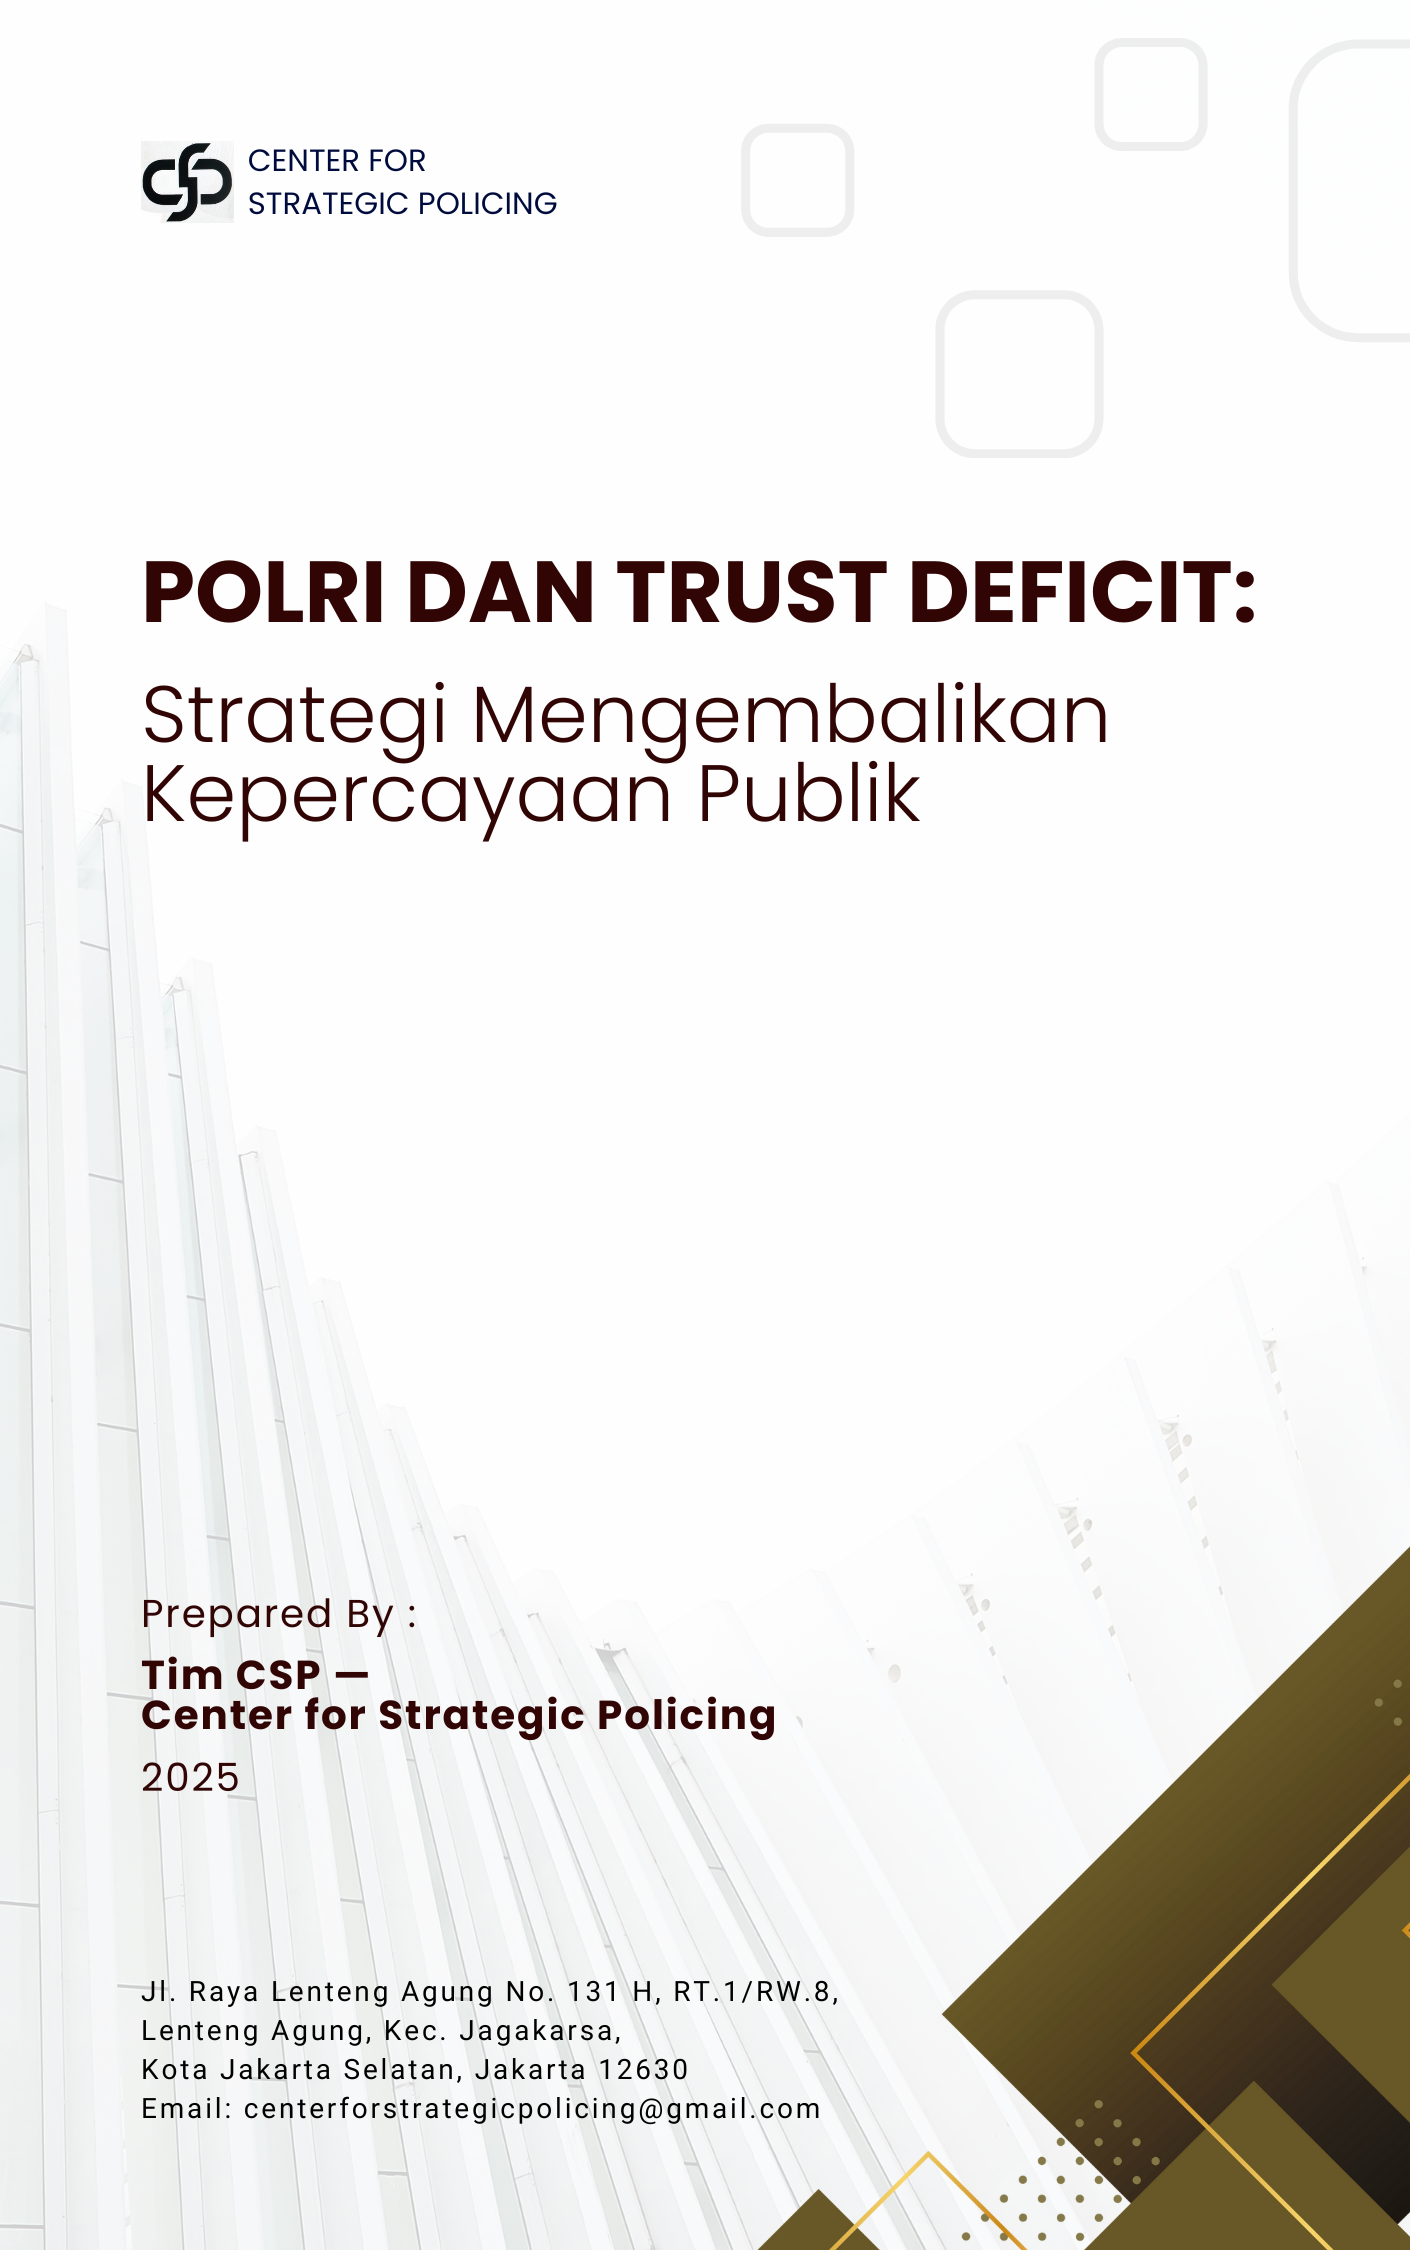 CENTER FOR
STRATEGIC POLICING
POLRI DAN TRUST DEFICIT:
Strategi Mengembalikan
Kepercayaan Publik
Prepared By :
Tim CSP —
Center for Strategic Policing
2025
Jl. Raya Lenteng Agung No. 131 H, RT.1/RW.8,
Lenteng Agung, Kec. Jagakarsa,
Kota Jakarta Selatan, Jakarta 12630
Email: centerforstrategicpolicing@gmail.com